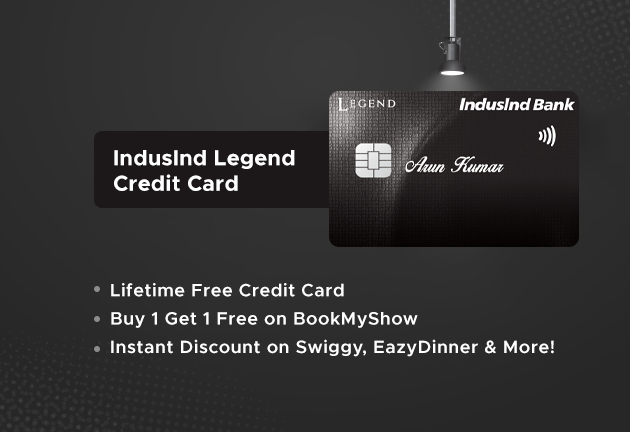 LEGEND
IndusInd Bank
IndusInd Legend
Credit Card
Arun Kumar
Lifetime Free Credit Card
Buy 1 Get 1 Free on BookMyShow
Instant Discount on Swiggy, EazyDinner & More!